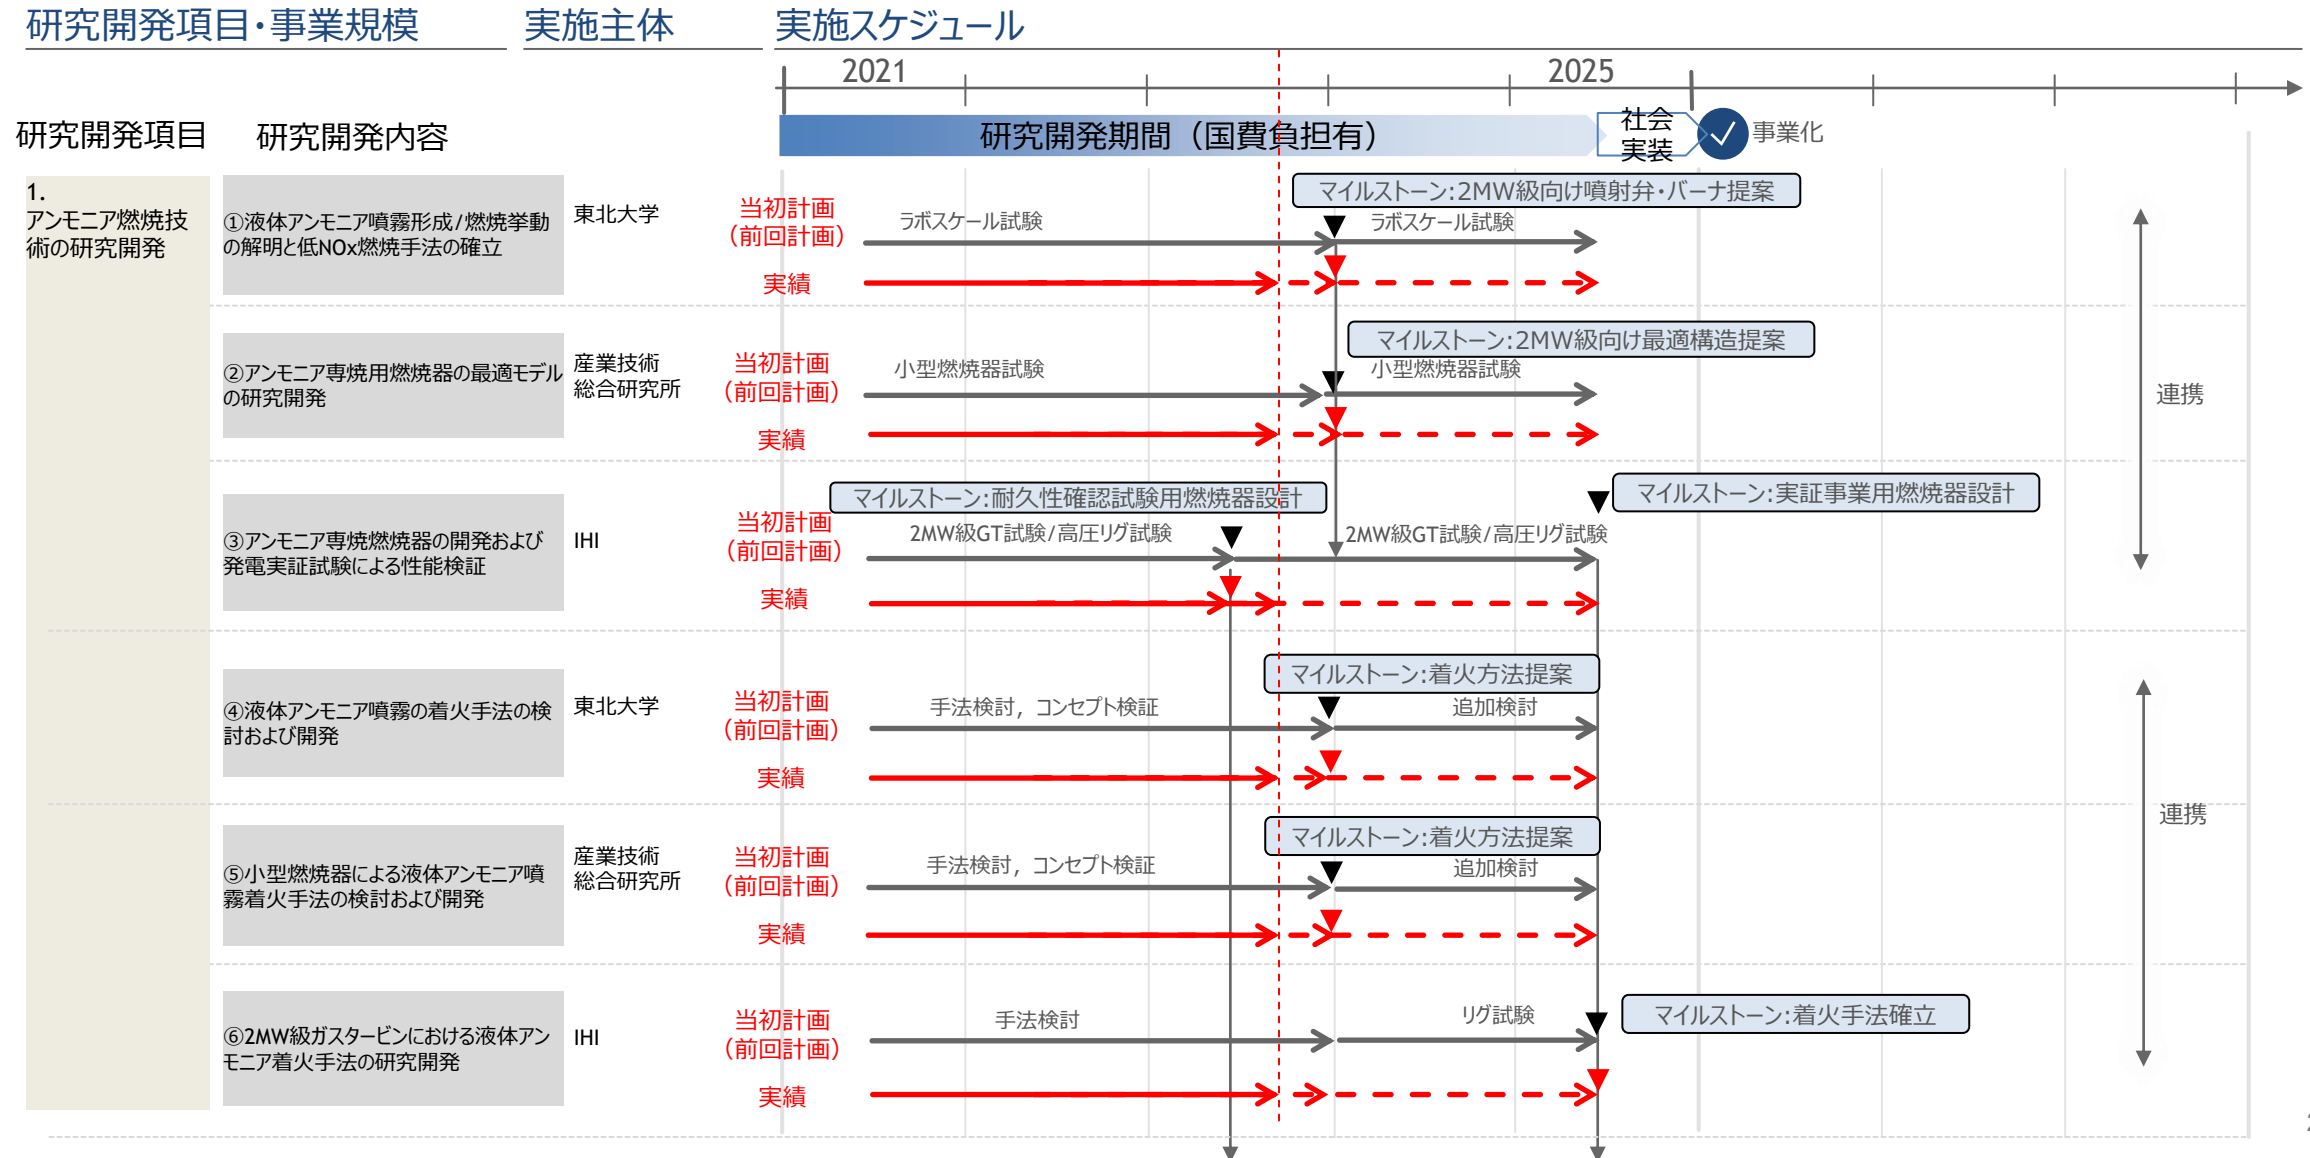 研究開発項目・事業規模
実施主体
実施スケジュール
2021
2025
研究開発項目
研究開発内容
研究開発期間（国費負担有）
社会
実装
事業化
1.
アンモニア燃焼技
術の研究開発
①液体アンモニア噴霧形成/燃焼挙動
の解明と低NOx燃焼手法の確立
東北大学
当初計画
（前回計画）
実績
ラボスケール試験
マイルストーン:2MW級向け噴射弁・バーナ提案
ラボスケール試験
②アンモニア専焼用燃焼器の最適モデル
の研究開発
産業技術
総合研究所
当初計画
（前回計画）
実績
小型燃焼器試験
マイルストーン:2MW級向け最適構造提案
小型燃焼器試験
連携
③アンモニア専焼燃焼器の開発および
発電実証試験による性能検証
IHI
当初計画
（前回計画）
実績
マイルストーン:耐久性確認試験用燃焼器設計
2MW級GT試験/高圧リグ試験
マイルストーン:実証事業用燃焼器設計
2MW級GT試験/高圧リグ試験
④液体アンモニア噴霧の着火手法の検
討および開発
東北大学
当初計画
（前回計画）
実績
手法検討，コンセプト検証
マイルストーン:着火方法提案
追加検討
⑤小型燃焼器による液体アンモニア噴
霧着火手法の検討および開発
産業技術
総合研究所
当初計画
（前回計画）
実績
手法検討，コンセプト検証
マイルストーン:着火方法提案
追加検討
連携
⑥2MW級ガスタービンにおける液体アン
モニア着火手法の研究開発
IHI
当初計画
（前回計画）
実績
手法検討
リグ試験
マイルストーン:着火手法確立